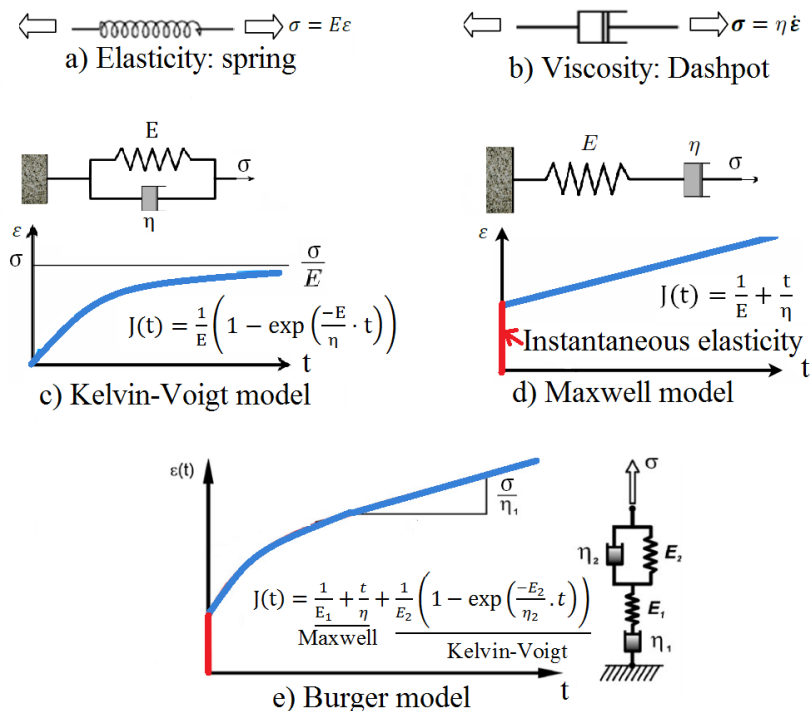 σ = Eε
a) Elasticity: spring
σ = η ε̇
b) Viscosity: Dashpot
E
σ
η
ε
σ
σ/E
J(t) = 1/E (1 − exp(−E/η · t))
t
c) Kelvin-Voigt model
E
η
σ
ε
J(t) = 1/E + t/η
Instantaneous elasticity
t
d) Maxwell model
ε(t)
σ/η₁
J(t) = 1/E₁ + t/η + 1/E₂ (1 − exp(−E₂/η₂ . t))
Maxwell
Kelvin-Voigt
t
e) Burger model
σ
η₂
E₂
E₁
η₁